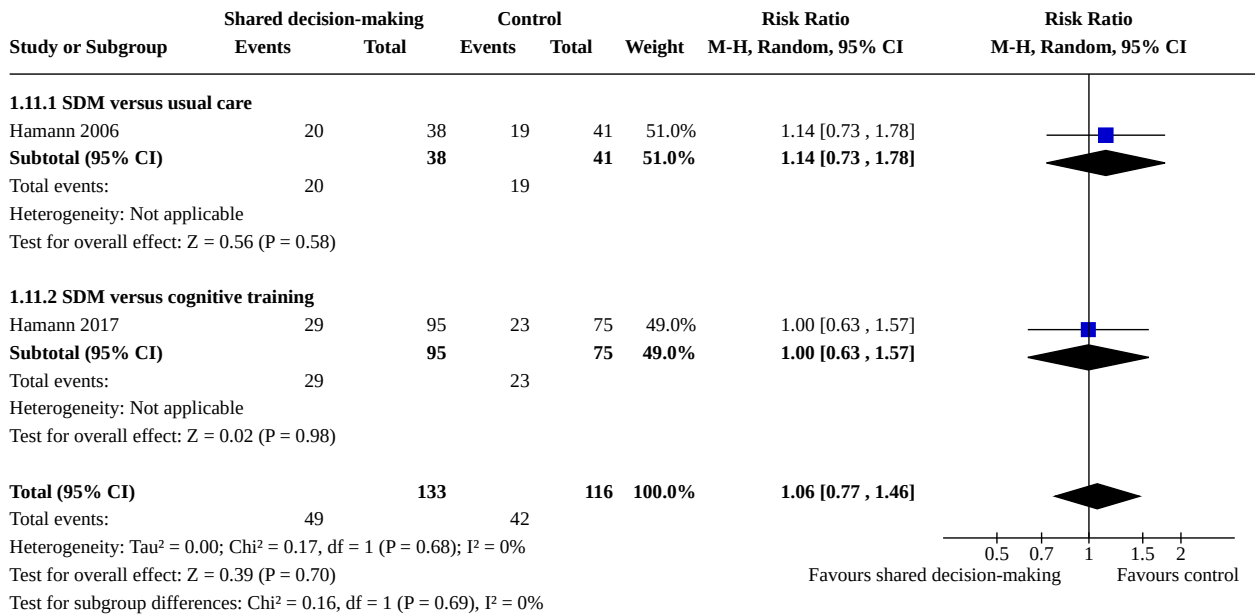 Shared decision-making Control Risk Ratio Risk Ratio
Study or Subgroup Events Total Events Total Weight M-H, Random, 95% CI M-H, Random, 95% CI
1.11.1 SDM versus usual care
Hamann 2006 20 38 19 41 51.0% 1.14 [0.73 , 1.78]
Subtotal (95% CI) 38 41 51.0% 1.14 [0.73 , 1.78]
Total events: 20 19
Heterogeneity: Not applicable
Test for overall effect: Z = 0.56 (P = 0.58)
1.11.2 SDM versus cognitive training
Hamann 2017 29 95 23 75 49.0% 1.00 [0.63 , 1.57]
Subtotal (95% CI) 95 75 49.0% 1.00 [0.63 , 1.57]
Total events: 29 23
Heterogeneity: Not applicable
Test for overall effect: Z = 0.02 (P = 0.98)
Total (95% CI) 133 116 100.0% 1.06 [0.77 , 1.46]
Total events: 49 42
Heterogeneity: Tau² = 0.00; Chi² = 0.17, df = 1 (P = 0.68); I² = 0%
0.5 0.7 1 1.5 2
Test for overall effect: Z = 0.39 (P = 0.70)
Favours shared decision-making Favours control
Test for subgroup differences: Chi² = 0.16, df = 1 (P = 0.69), I² = 0%